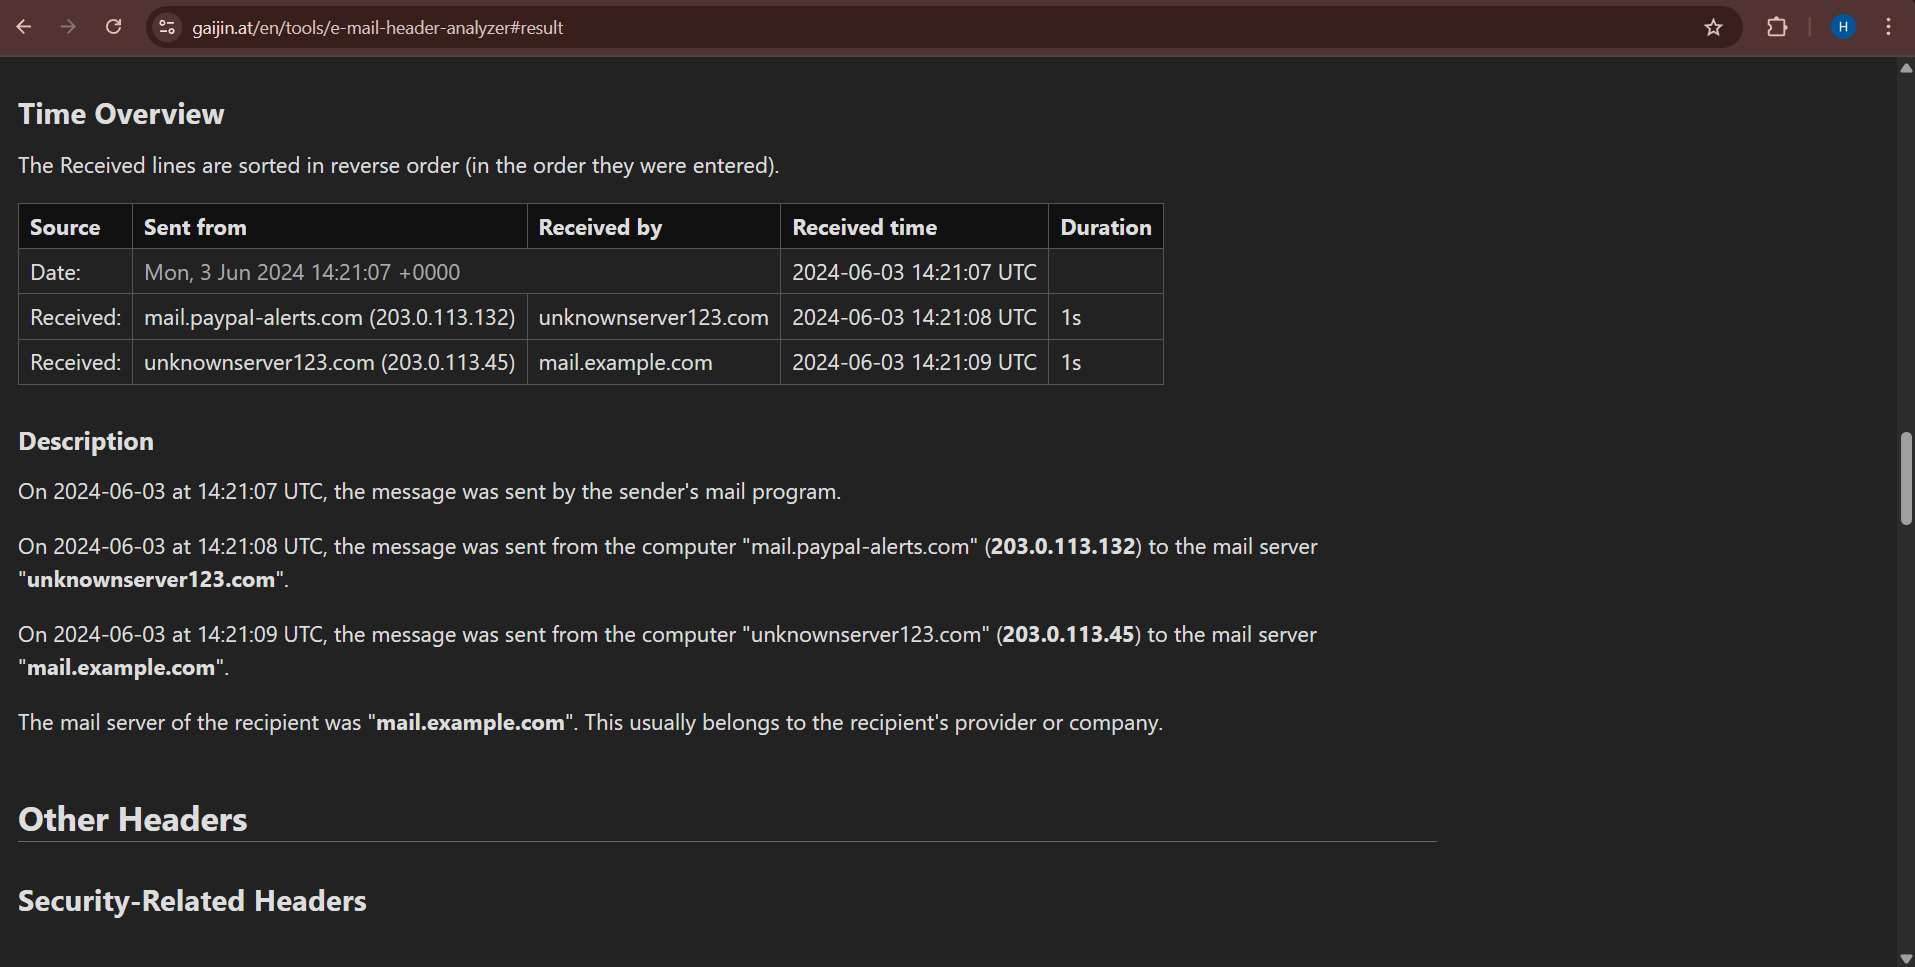 gaijin.at/en/tools/e-mail-header-analyzer#result
H
Time Overview
The Received lines are sorted in reverse order (in the order they were entered).
Source Sent from Received by Received time Duration
Date: Mon, 3 Jun 2024 14:21:07 +0000 2024-06-03 14:21:07 UTC
Received: mail.paypal-alerts.com (203.0.113.132) unknownserver123.com 2024-06-03 14:21:08 UTC 1s
Received: unknownserver123.com (203.0.113.45) mail.example.com 2024-06-03 14:21:09 UTC 1s
Description
On 2024-06-03 at 14:21:07 UTC, the message was sent by the sender's mail program.
On 2024-06-03 at 14:21:08 UTC, the message was sent from the computer "mail.paypal-alerts.com" (203.0.113.132) to the mail server
"unknownserver123.com".
On 2024-06-03 at 14:21:09 UTC, the message was sent from the computer "unknownserver123.com" (203.0.113.45) to the mail server
"mail.example.com".
The mail server of the recipient was "mail.example.com". This usually belongs to the recipient's provider or company.
Other Headers
Security-Related Headers